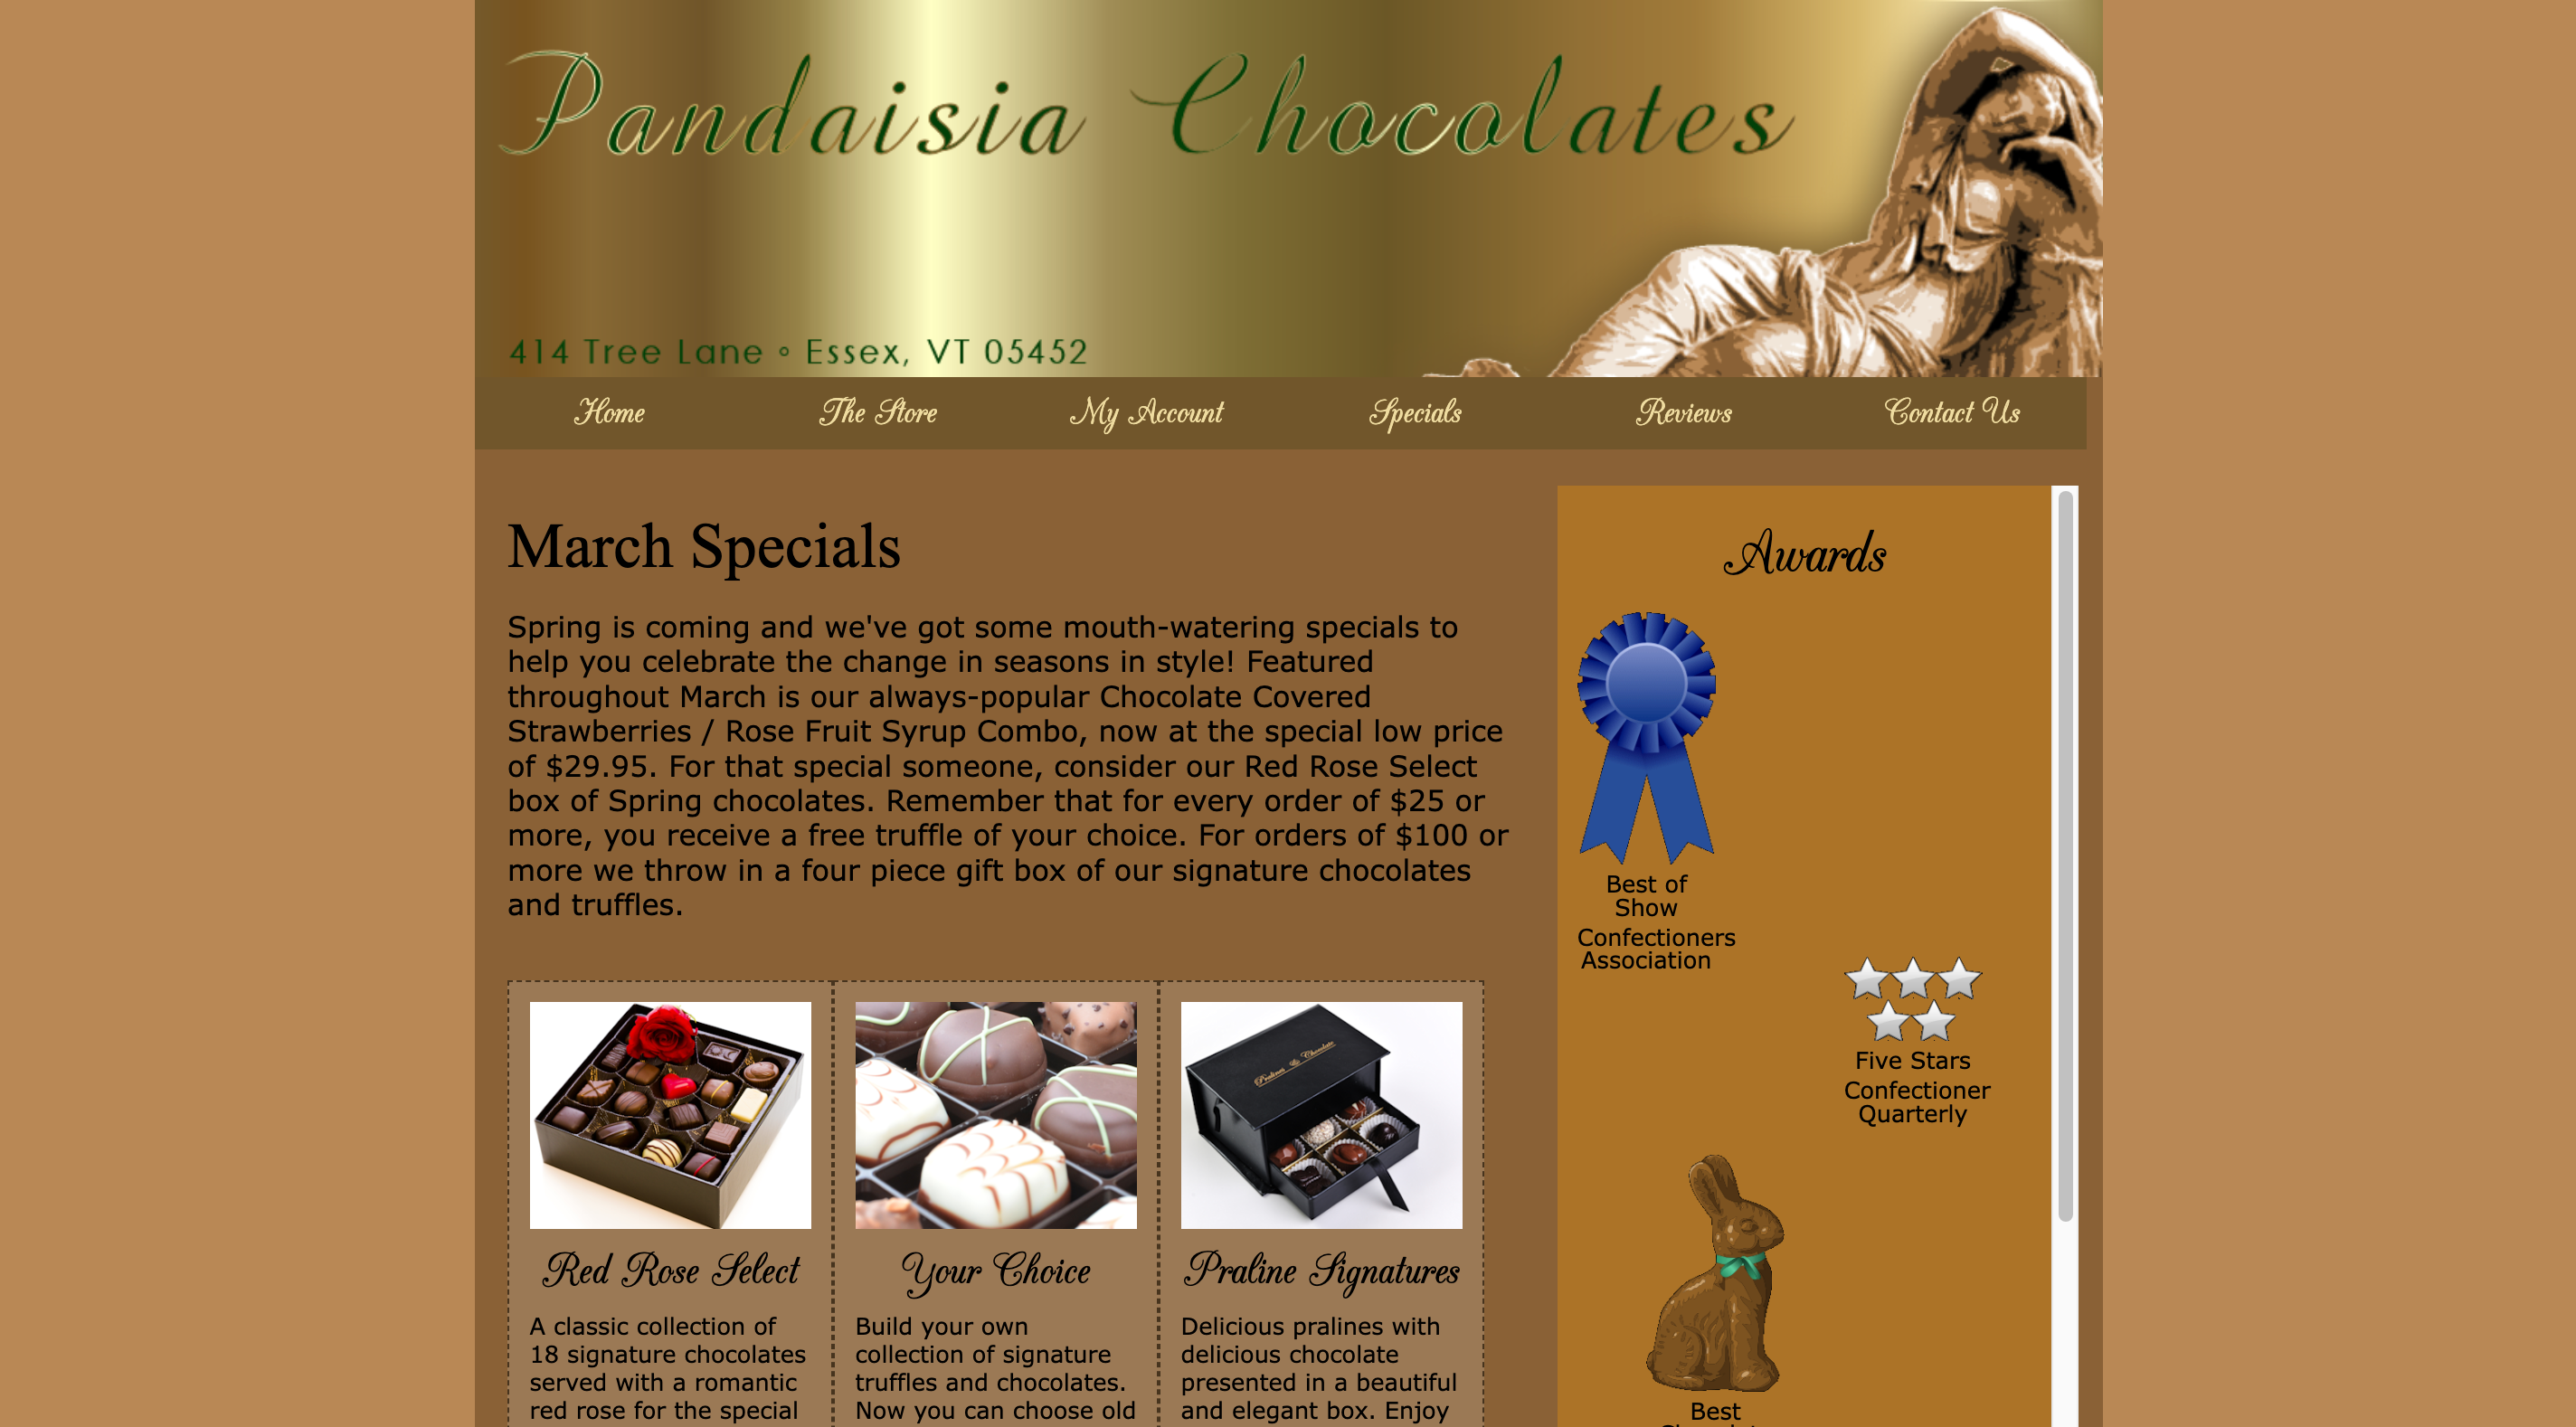 Pandaisia Chocolates
414 Tree Lane ◦ Essex, VT 05452
Home The Store My Account Specials Reviews Contact Us
March Specials
Spring is coming and we've got some mouth-watering specials to
help you celebrate the change in seasons in style! Featured
throughout March is our always-popular Chocolate Covered
Strawberries / Rose Fruit Syrup Combo, now at the special low price
of $29.95. For that special someone, consider our Red Rose Select
box of Spring chocolates. Remember that for every order of $25 or
more, you receive a free truffle of your choice. For orders of $100 or
more we throw in a four piece gift box of our signature chocolates
and truffles.
Red Rose Select
A classic collection of
18 signature chocolates
served with a romantic
red rose for the special
Your Choice
Build your own
collection of signature
truffles and chocolates.
Now you can choose old
Pralines & Chocolate
Praline Signatures
Delicious pralines with
delicious chocolate
presented in a beautiful
and elegant box. Enjoy
Awards
Best of
Show
Confectioners
Association
Five Stars
Confectioner
Quarterly
Best